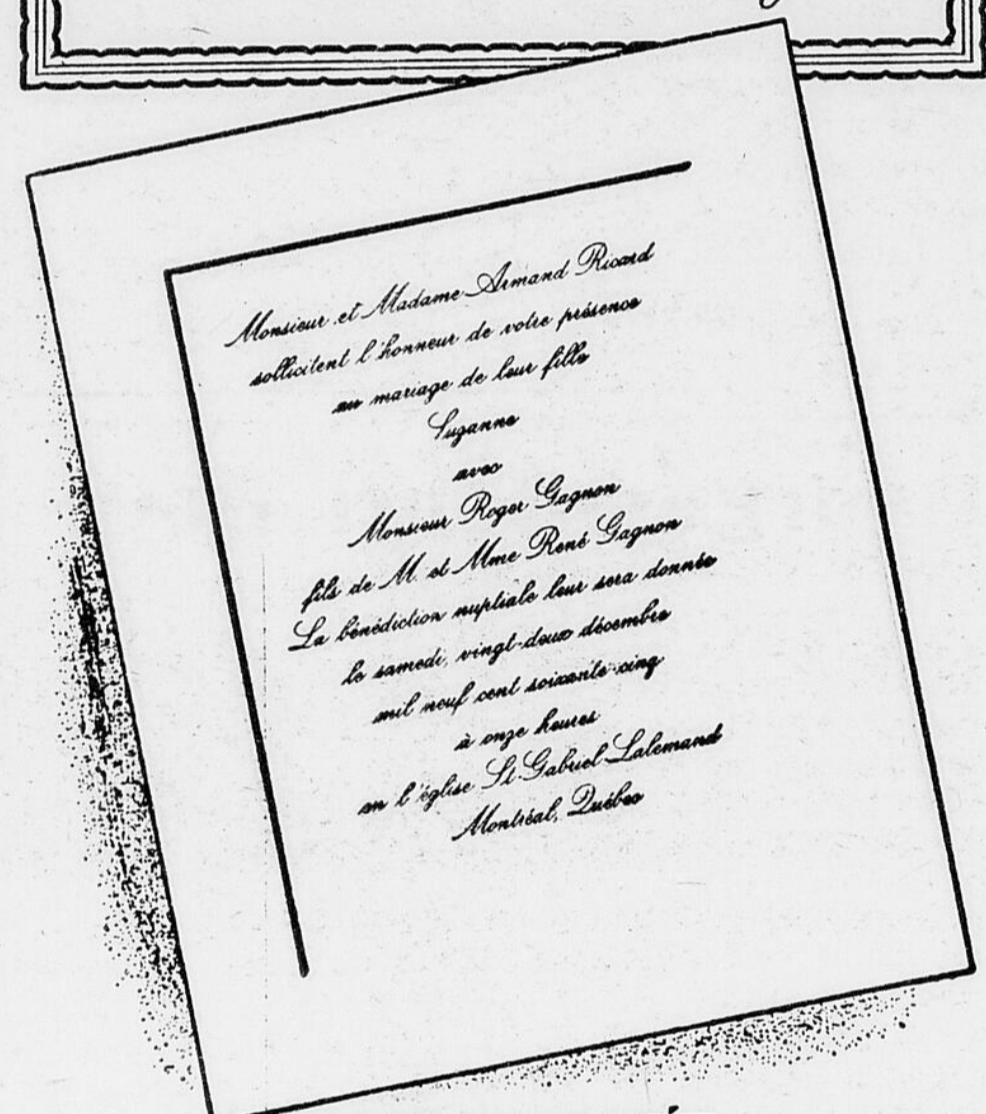 Monsieur et Madame Armand Ricard
sollicitent l'honneur de votre présence
au mariage de leur fille
Suzanne
avec
Monsieur Roger Gagnon
fils de M. et Mme René Gagnon
La bénédiction nuptiale leur sera donnée
le samedi, vingt-deux décembre
mil neuf cent soixante-cinq
à onze heures
en l'église St-Gabriel-Lalemand
Montréal, Québec